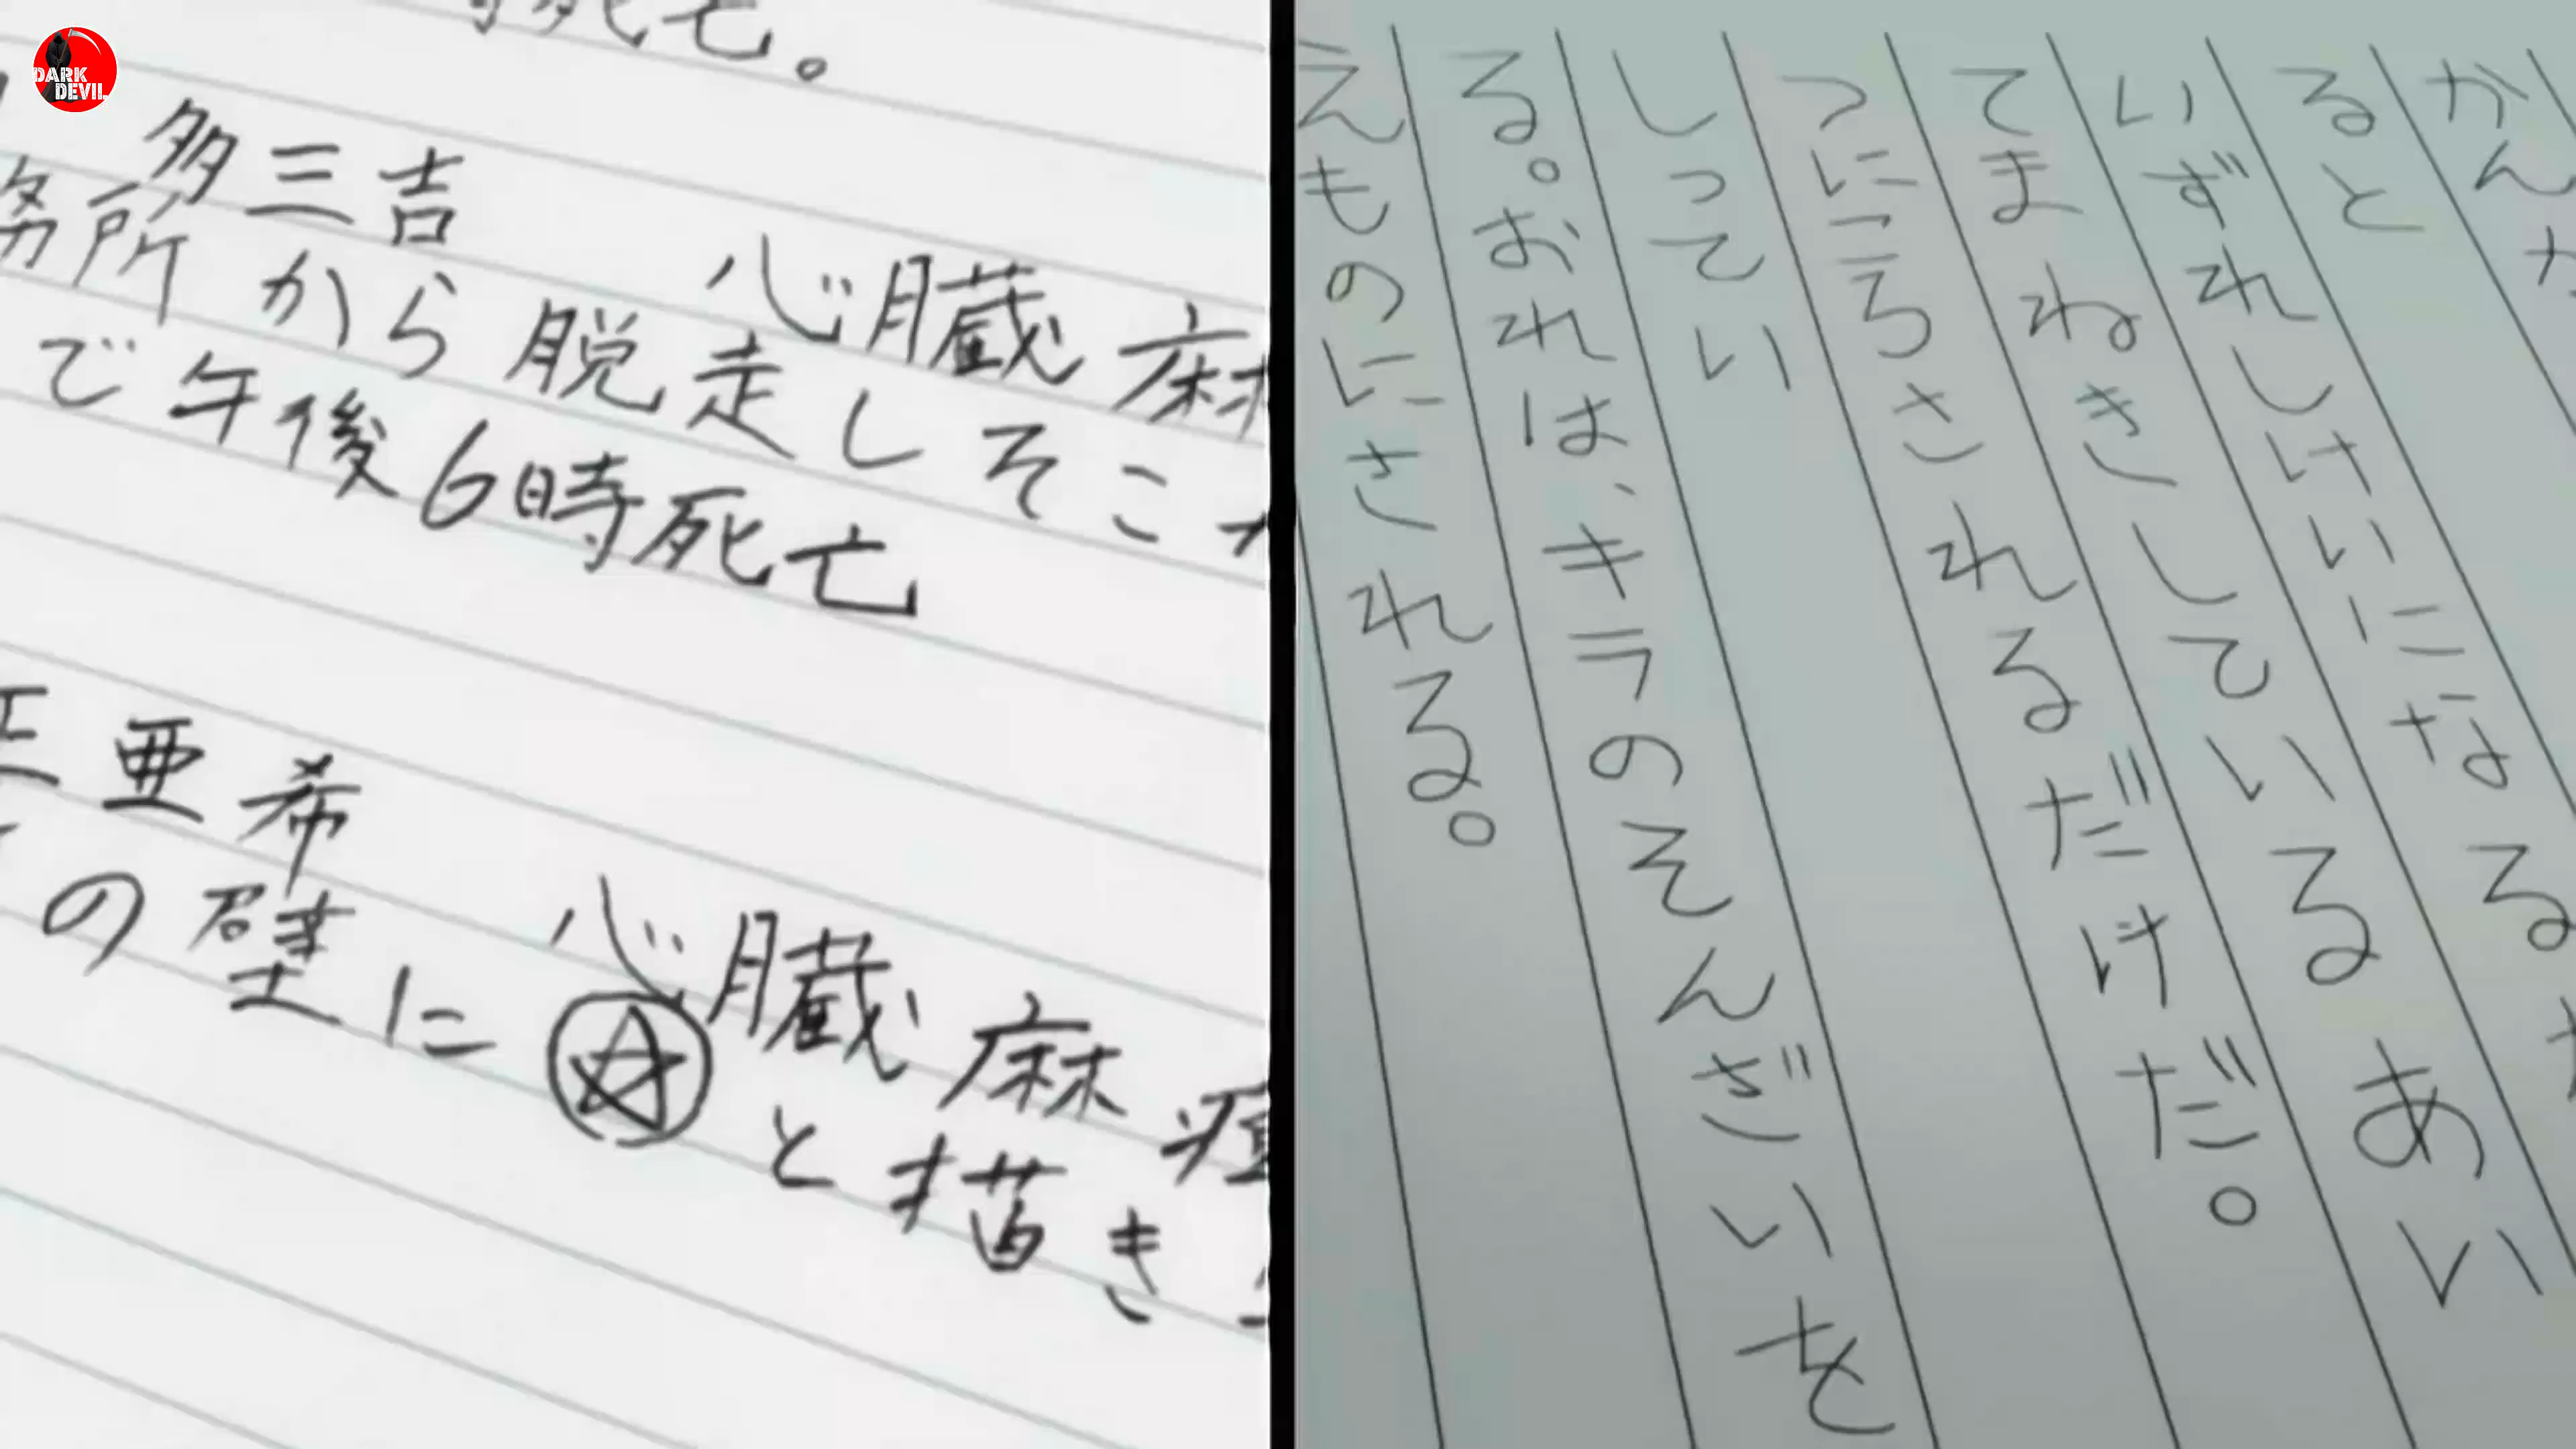 死亡。
多三吉 心臓麻
務所から脱走しそこ
で午後6時死亡
亜希 心臓麻痺
の壁に と描き
かん
ると
いずれしけいになる
てまねきしているあい
つにころされるだけだ。
しってい
る。おれは、キラのそんざいを
えものにされる。
DARK
DEVIL